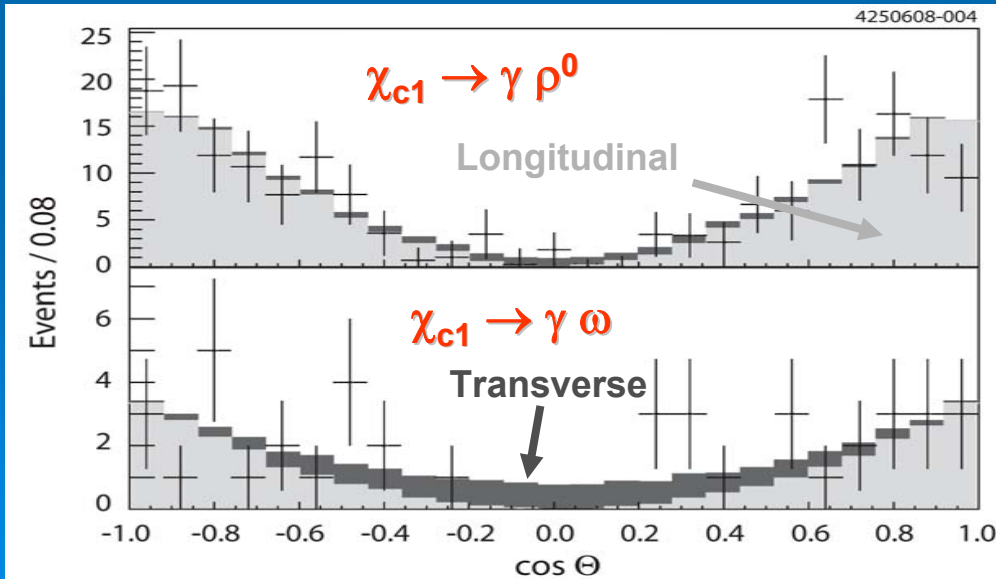 4250608-004
25
20
15
10
5
0
χc1 → γ ρ0
Longitudinal
Events / 0.08
6
4
2
0
χc1 → γ ω
Transverse
-1.0 -0.8 -0.6 -0.4 -0.2 0.0 0.2 0.4 0.6 0.8 1.0
cos Θ